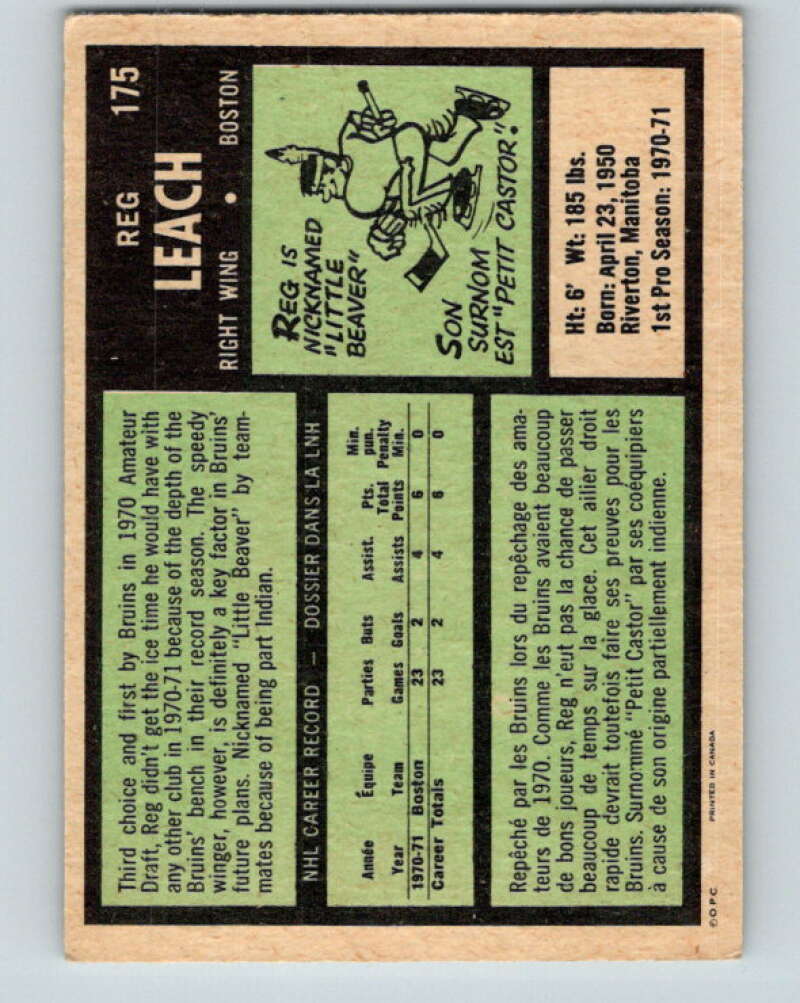 REG 175
LEACH
RIGHT WING • BOSTON
Third choice and first by Bruins in 1970 Amateur
Draft, Reg didn't get the ice time he would have with
any other club in 1970-71 because of the depth of the
Bruins' bench in their record season. The speedy
winger, however, is definitely a key factor in Bruins'
future plans. Nicknamed "Little Beaver" by team-
mates because of being part Indian.
REG IS
NICKNAMED
"LITTLE
BEAVER"
SON
SURNOM
EST "PETIT CASTOR".
NHL CAREER RECORD — DOSSIER DANS LA LNH
Min.
Pts. pun.
Année Équipe Parties Buts Assist. Total Penalty
Year Team Games Goals Assists Points Min.
1970-71 Boston 23 2 4 6 0
Career Totals 23 2 4 6 0
Ht: 6' Wt: 185 lbs.
Born: April 23, 1950
Riverton, Manitoba
1st Pro Season: 1970-71
Repêché par les Bruins lors du repêchage des ama-
teurs de 1970. Comme les Bruins avaient beaucoup
de bons joueurs, Reg n'eut pas la chance de passer
beaucoup de temps sur la glace. Cet ailier droit
rapide devrait toutefois faire ses preuves pour les
Bruins. Surnommé "Petit Castor" par ses coéquipiers
à cause de son origine partiellement indienne.
©O.P.C. PRINTED IN CANADA